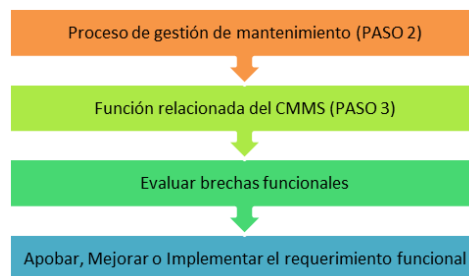 Proceso de gestión de mantenimiento (PASO 2)
Función relacionada del CMMS (PASO 3)
Evaluar brechas funcionales
Apobar, Mejorar o Implementar el requerimiento funcional